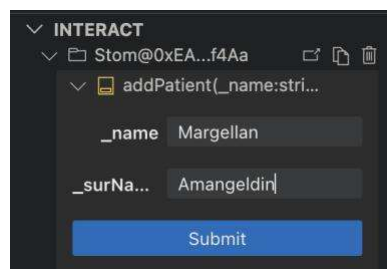 INTERACT
Stom@0xEA...f4Aa
addPatient(_name:stri...
_name Margellan
_surNa... Amangeldin
Submit